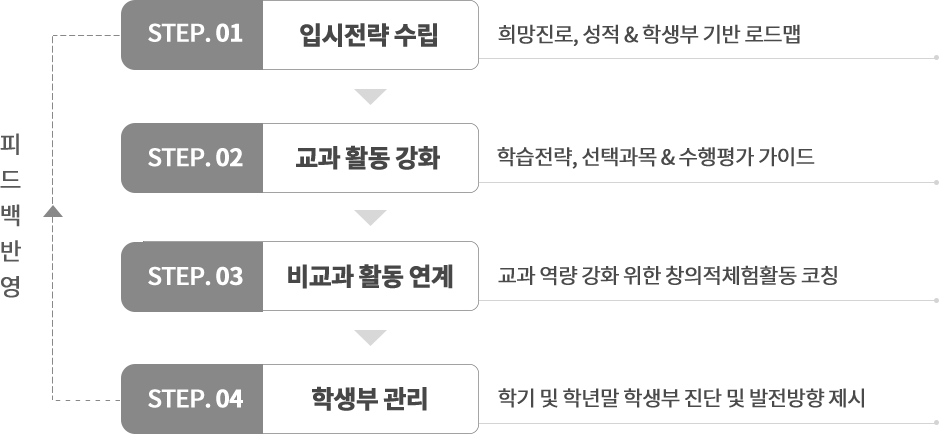 STEP. 01 입시전략 수립 희망진로, 성적 & 학생부 기반 로드맵
STEP. 02 교과 활동 강화 학습전략, 선택과목 & 수행평가 가이드
STEP. 03 비교과 활동 연계 교과 역량 강화 위한 창의적체험활동 코칭
STEP. 04 학생부 관리 학기 및 학년말 학생부 진단 및 발전방향 제시
피드백반영